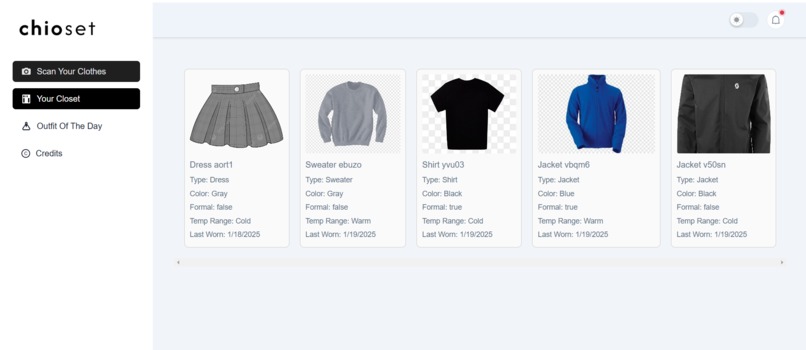 chioset
Scan Your Clothes
Your Closet
Outfit Of The Day
Credits
Dress aort1
Type: Dress
Color: Gray
Formal: false
Temp Range: Cold
Last Worn: 1/18/2025
Sweater ebuzo
Type: Sweater
Color: Gray
Formal: false
Temp Range: Warm
Last Worn: 1/19/2025
Shirt yvu03
Type: Shirt
Color: Black
Formal: true
Temp Range: Cold
Last Worn: 1/19/2025
Jacket vbqm6
Type: Jacket
Color: Blue
Formal: true
Temp Range: Warm
Last Worn: 1/19/2025
Jacket v50sn
Type: Jacket
Color: Black
Formal: false
Temp Range: Cold
Last Worn: 1/19/2025